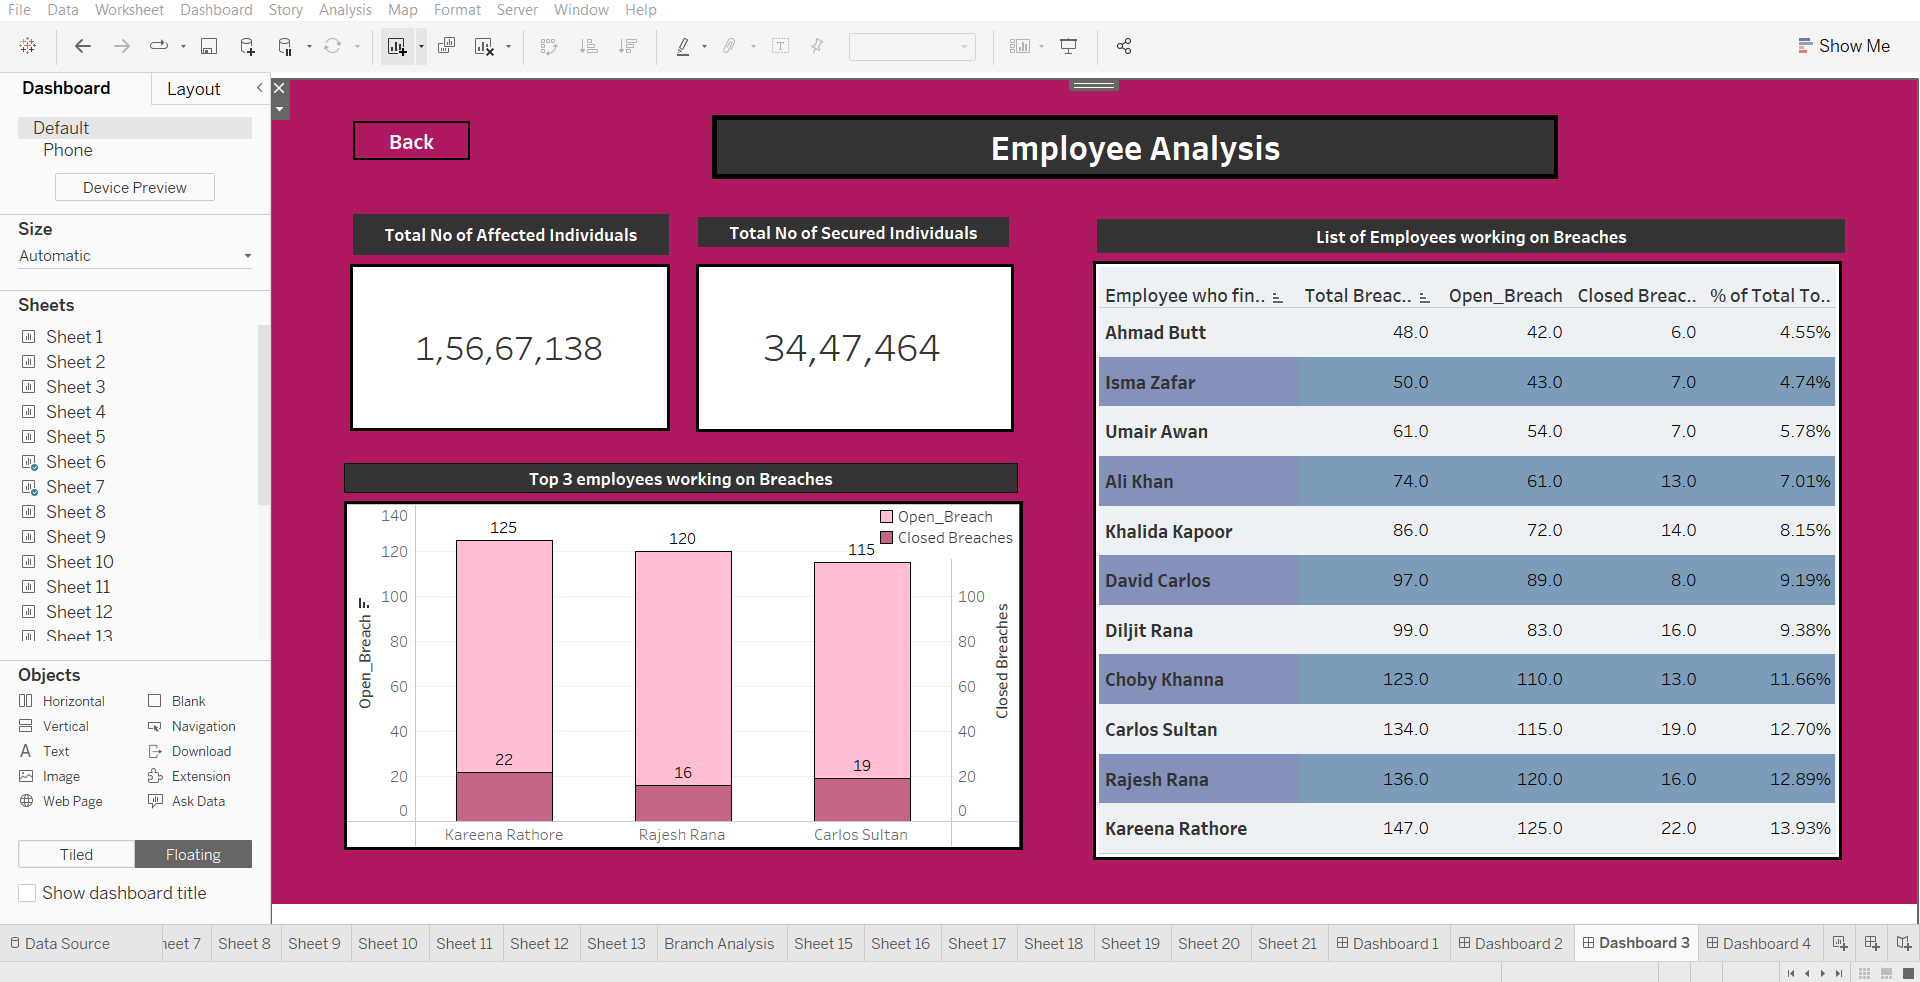 File Data Worksheet Dashboard Story Analysis Map Format Server Window Help
Show Me
Dashboard Layout
Default
Phone
Device Preview
Size
Automatic
Sheets
Sheet 1
Sheet 2
Sheet 3
Sheet 4
Sheet 5
Sheet 6
Sheet 7
Sheet 8
Sheet 9
Sheet 10
Sheet 11
Sheet 12
Sheet 13
Objects
Horizontal Blank
Vertical Navigation
Text Download
Image Extension
Web Page Ask Data
Tiled Floating
Show dashboard title
Back
Employee Analysis
Total No of Affected Individuals
1,56,67,138
Total No of Secured Individuals
34,47,464
Top 3 employees working on Breaches
Open_Breach
Closed Breaches
140
120
100
80
60
40
20
0
Open_Breach
125
120
115
22
16
19
Kareena Rathore Rajesh Rana Carlos Sultan
100
80
60
40
20
0
Closed Breaches
List of Employees working on Breaches
Employee who fin.. Total Breac.. Open_Breach Closed Breac.. % of Total To..
Ahmad Butt 48.0 42.0 6.0 4.55%
Isma Zafar 50.0 43.0 7.0 4.74%
Umair Awan 61.0 54.0 7.0 5.78%
Ali Khan 74.0 61.0 13.0 7.01%
Khalida Kapoor 86.0 72.0 14.0 8.15%
David Carlos 97.0 89.0 8.0 9.19%
Diljit Rana 99.0 83.0 16.0 9.38%
Choby Khanna 123.0 110.0 13.0 11.66%
Carlos Sultan 134.0 115.0 19.0 12.70%
Rajesh Rana 136.0 120.0 16.0 12.89%
Kareena Rathore 147.0 125.0 22.0 13.93%
Data Source heet 7 Sheet 8 Sheet 9 Sheet 10 Sheet 11 Sheet 12 Sheet 13 Branch Analysis Sheet 15 Sheet 16 Sheet 17 Sheet 18 Sheet 19 Sheet 20 Sheet 21 Dashboard 1 Dashboard 2 Dashboard 3 Dashboard 4